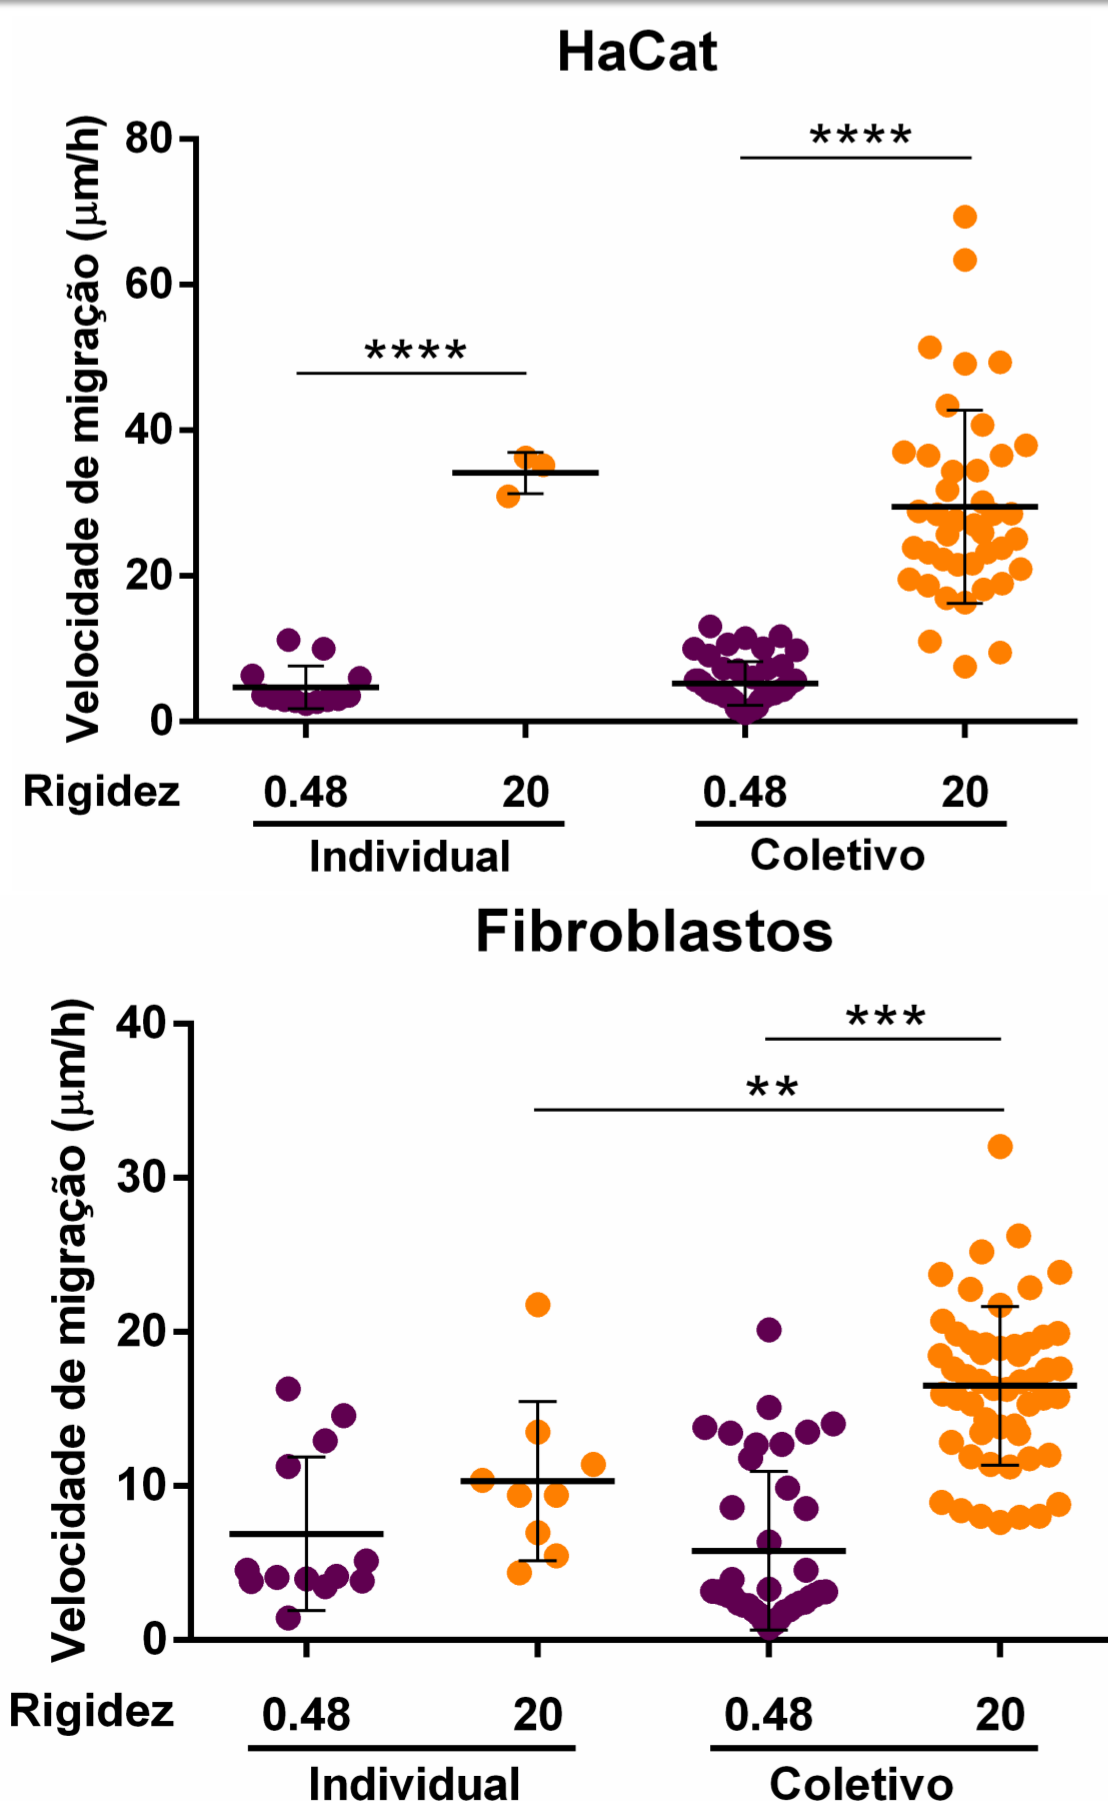 HaCat
Velocidade de migração (µm/h)
80
60
40
20
0
****
****
Rigidez 0.48 20 0.48 20
Individual Coletivo
Fibroblastos
Velocidade de migração (µm/h)
40
30
20
10
0
***
**
Rigidez 0.48 20 0.48 20
Individual Coletivo